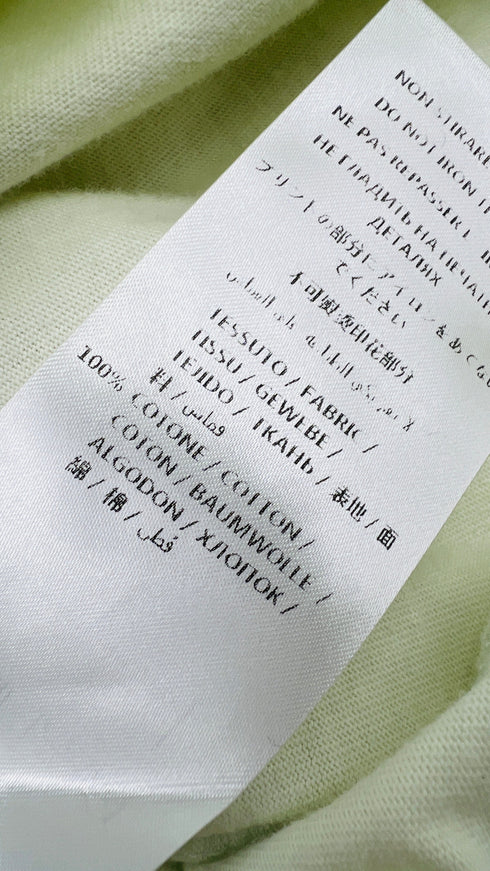 NON STIRARE
DO NOT IRON
NE PAS REPASSER L
НЕ ГЛАДИТЬ НА ПЕЧАТН
ДЕТАЛЯХ
プリントの部分にアイロンをあてな
てください
不可熨烫印花部分
TESSUTO / FABRIC /
TISSU / GEWEBE /
TEJIDO / ТКАНЬ / 表地 / 面
料 / قماش
100% COTONE / COTTON /
COTON / BAUMWOLLE /
ALGODON / ХЛОПОК /
綿 / 棉 / قطن